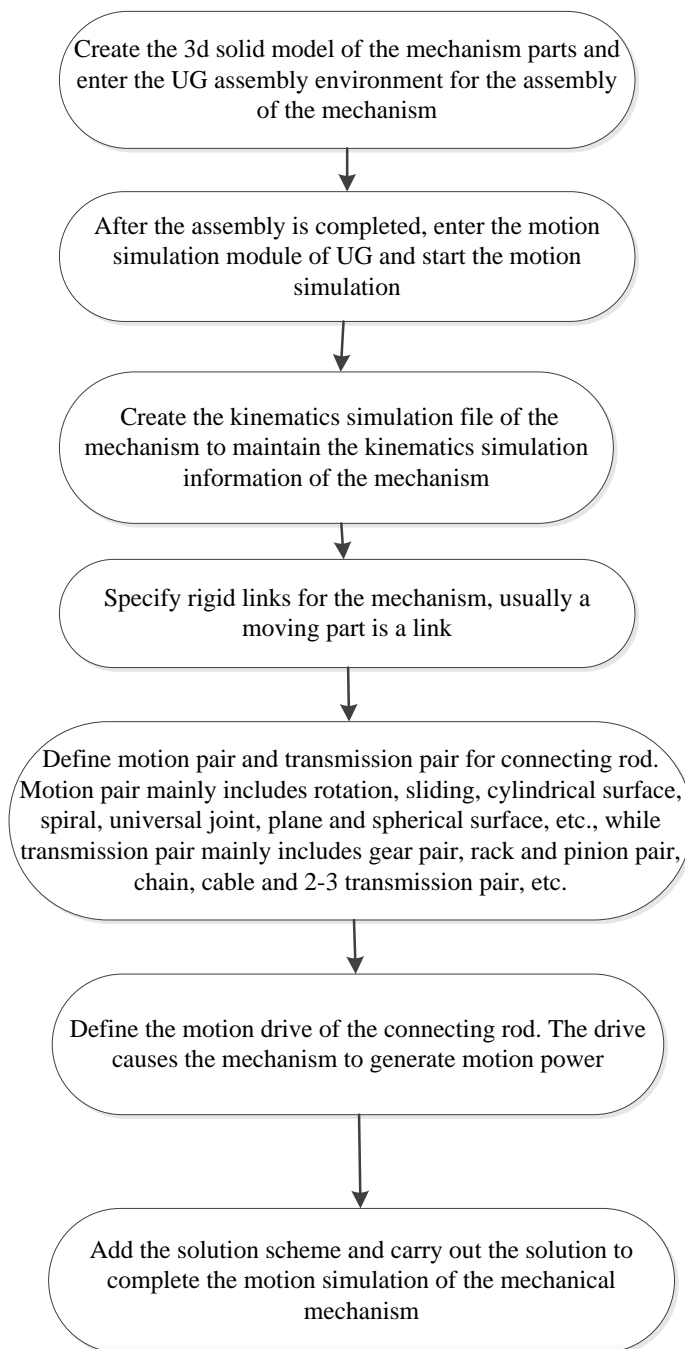 Create the 3d solid model of the mechanism parts and
enter the UG assembly environment for the assembly
of the mechanism
After the assembly is completed, enter the motion
simulation module of UG and start the motion
simulation
Create the kinematics simulation file of the
mechanism to maintain the kinematics simulation
information of the mechanism
Specify rigid links for the mechanism, usually a
moving part is a link
Define motion pair and transmission pair for connecting rod.
Motion pair mainly includes rotation, sliding, cylindrical surface,
spiral, universal joint, plane and spherical surface, etc., while
transmission pair mainly includes gear pair, rack and pinion pair,
chain, cable and 2-3 transmission pair, etc.
Define the motion drive of the connecting rod. The drive
causes the mechanism to generate motion power
Add the solution scheme and carry out the solution to
complete the motion simulation of the mechanical
mechanism